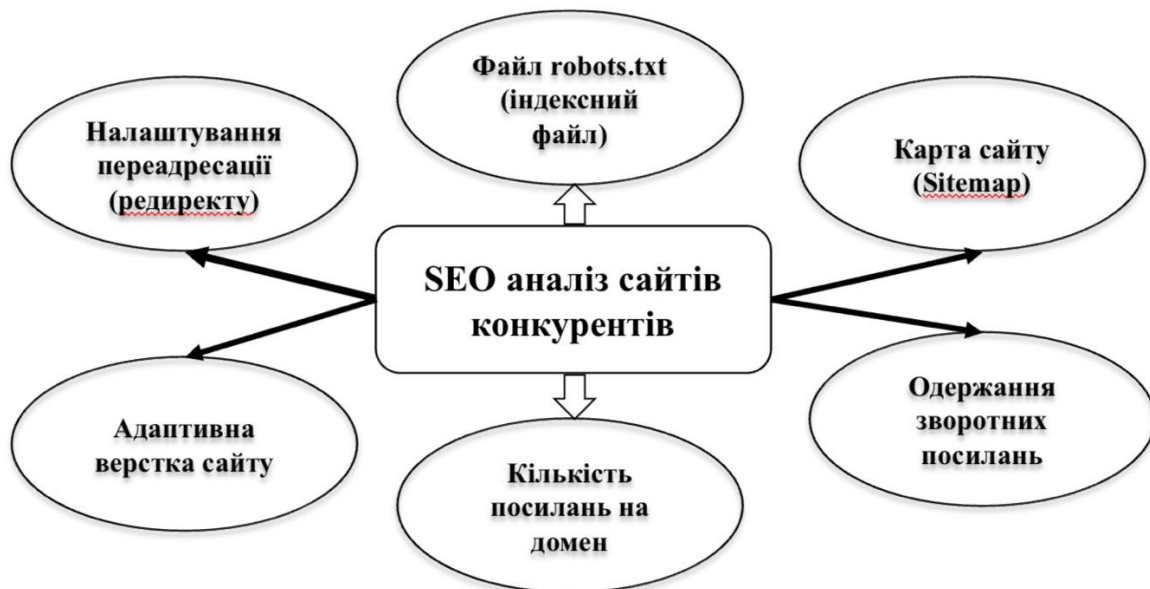 Файл robots.txt
(індексний
файл)
Налаштування
переадресації
(редиректу)
Карта сайту
(Sitemap)
SEO аналіз сайтів
конкурентів
Адаптивна
верстка сайту
Кількість
посилань на
домен
Одержання
зворотних
посилань